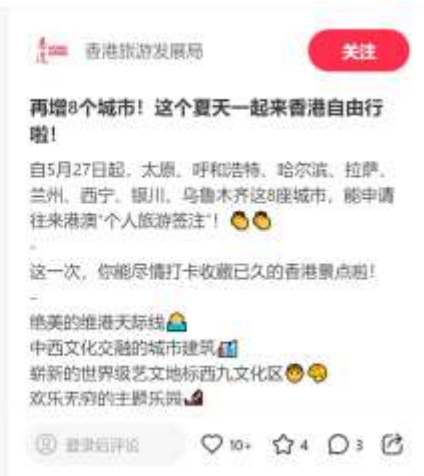 香港旅游发展局
关注
再增8个城市！这个夏天一起来香港自由行
啦！
自5月27日起，太原、呼和浩特、哈尔滨、拉萨、
兰州、西宁、银川、乌鲁木齐这8座城市，能申请
往来港澳“个人旅游签注”！
-
这一次，你能尽情打卡收藏已久的香港景点啦！
-
绝美的维港天际线
中西文化交融的城市建筑
崭新的世界级艺文地标西九文化区
欢乐无穷的主题乐园
登录后评论
10+
4
3